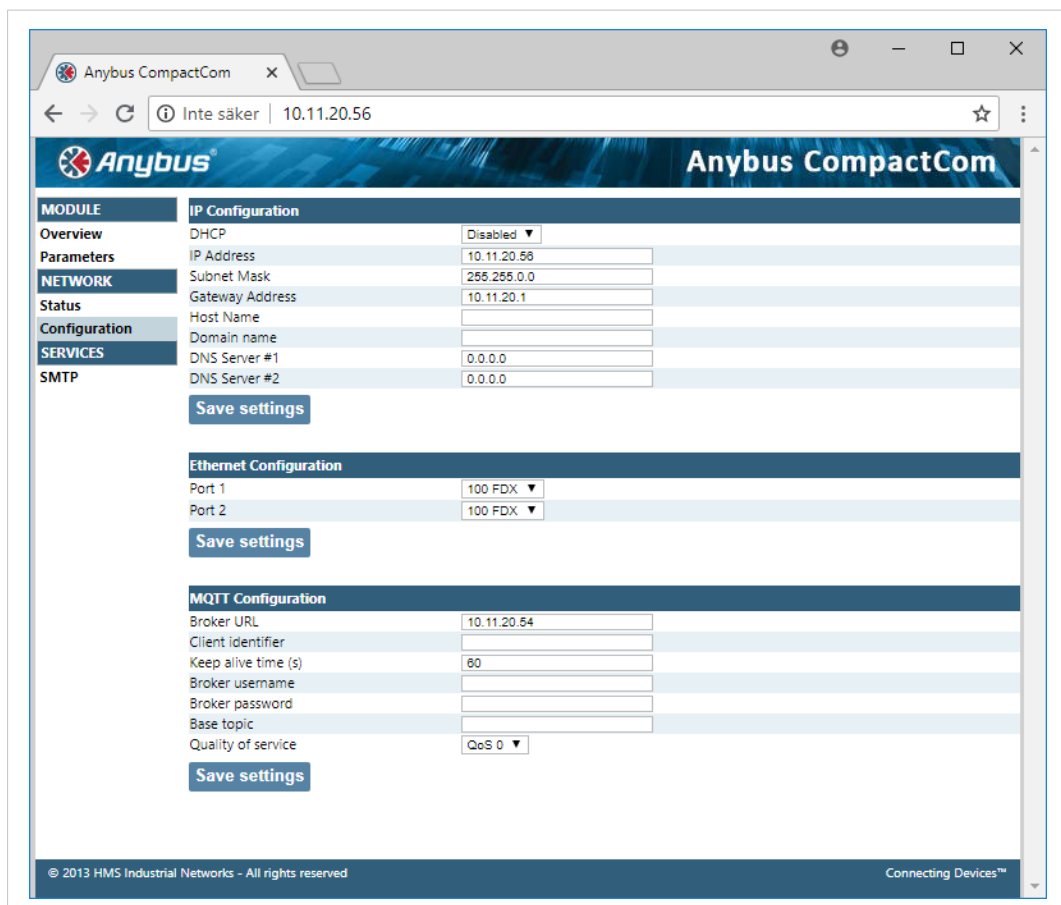 Anybus CompactCom
Inte säker | 10.11.20.56
Anybus®
Anybus CompactCom
MODULE
Overview
Parameters
NETWORK
Status
Configuration
SERVICES
SMTP
IP Configuration
DHCP Disabled
IP Address 10.11.20.56
Subnet Mask 255.255.0.0
Gateway Address 10.11.20.1
Host Name
Domain name
DNS Server #1 0.0.0.0
DNS Server #2 0.0.0.0
Save settings
Ethernet Configuration
Port 1 100 FDX
Port 2 100 FDX
Save settings
MQTT Configuration
Broker URL 10.11.20.54
Client identifier
Keep alive time (s) 60
Broker username
Broker password
Base topic
Quality of service QoS 0
Save settings
© 2013 HMS Industrial Networks - All rights reserved
Connecting Devices™